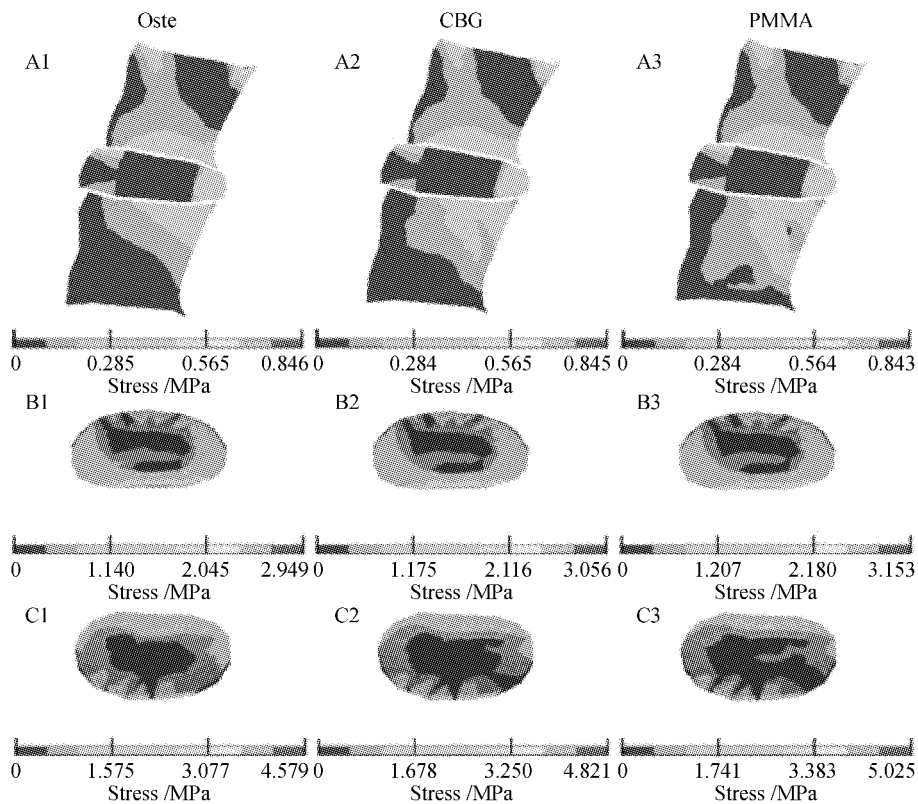 Oste CBG PMMA
A1 A2 A3
0 0.285 0.565 0.846 0 0.284 0.565 0.845 0 0.284 0.564 0.843
Stress /MPa Stress /MPa Stress /MPa
B1 B2 B3
0 1.140 2.045 2.949 0 1.175 2.116 3.056 0 1.207 2.180 3.153
Stress /MPa Stress /MPa Stress /MPa
C1 C2 C3
0 1.575 3.077 4.579 0 1.678 3.250 4.821 0 1.741 3.383 5.025
Stress /MPa Stress /MPa Stress /MPa